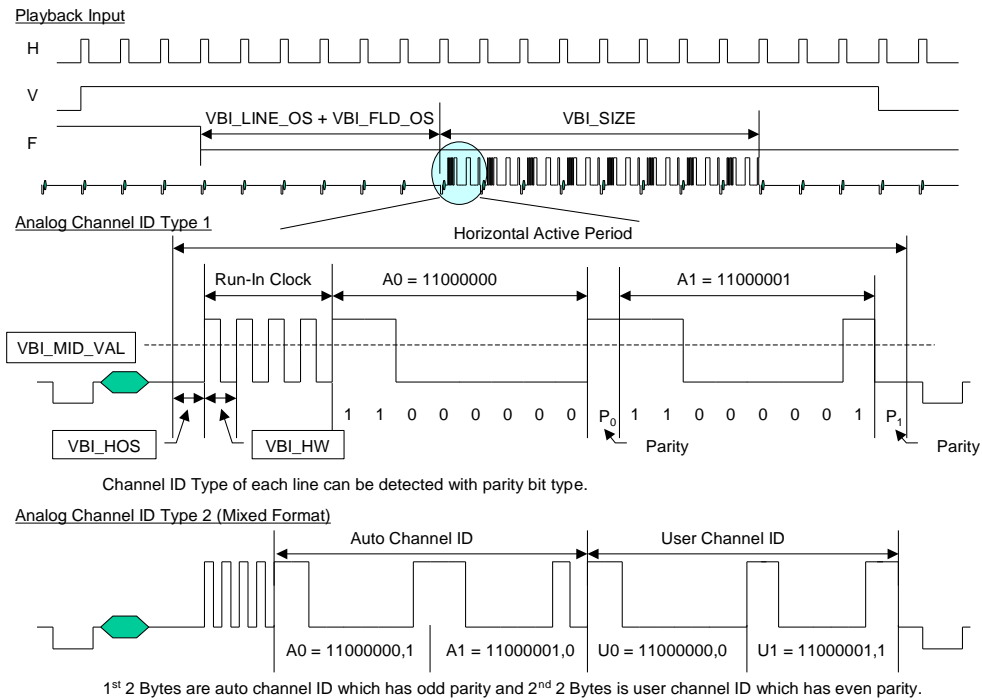 Playback Input
H
V
VBI_LINE_OS + VBI_FLD_OS
VBI_SIZE
F
Analog Channel ID Type 1
Horizontal Active Period
Run-In Clock
A0 = 11000000
A1 = 11000001
VBI_MID_VAL
1 1 0 0 0 0 0 0 P0 1 1 0 0 0 0 0 1 P1
VBI_HOS
VBI_HW
Parity
Parity
Channel ID Type of each line can be detected with parity bit type.
Analog Channel ID Type 2 (Mixed Format)
Auto Channel ID
User Channel ID
A0 = 11000000,1
A1 = 11000001,0
U0 = 11000000,0
U1 = 11000001,1
1st 2 Bytes are auto channel ID which has odd parity and 2nd 2 Bytes is user channel ID which has even parity.